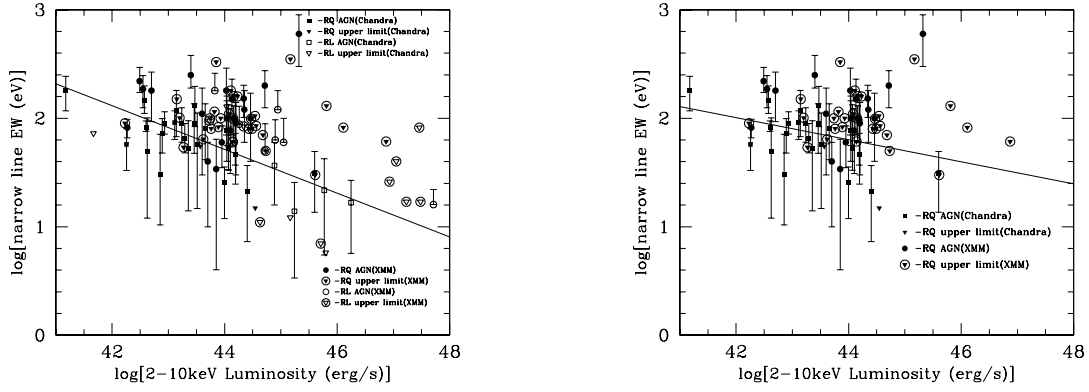 3
2
1
0
log[narrow line EW (eV)]
-RQ AGN(Chandra)
-RQ upper limit(Chandra)
-RL AGN(Chandra)
-RL upper limit(Chandra)
-RQ AGN(XMM)
-RQ upper limit(XMM)
-RL AGN(XMM)
-RL upper limit(XMM)
42 44 46 48
log[2-10keV Luminosity (erg/s)]
3
2
1
0
log[narrow line EW (eV)]
-RQ AGN(Chandra)
-RQ upper limit(Chandra)
-RQ AGN(XMM)
-RQ upper limit(XMM)
42 44 46 48
log[2-10keV Luminosity (erg/s)]